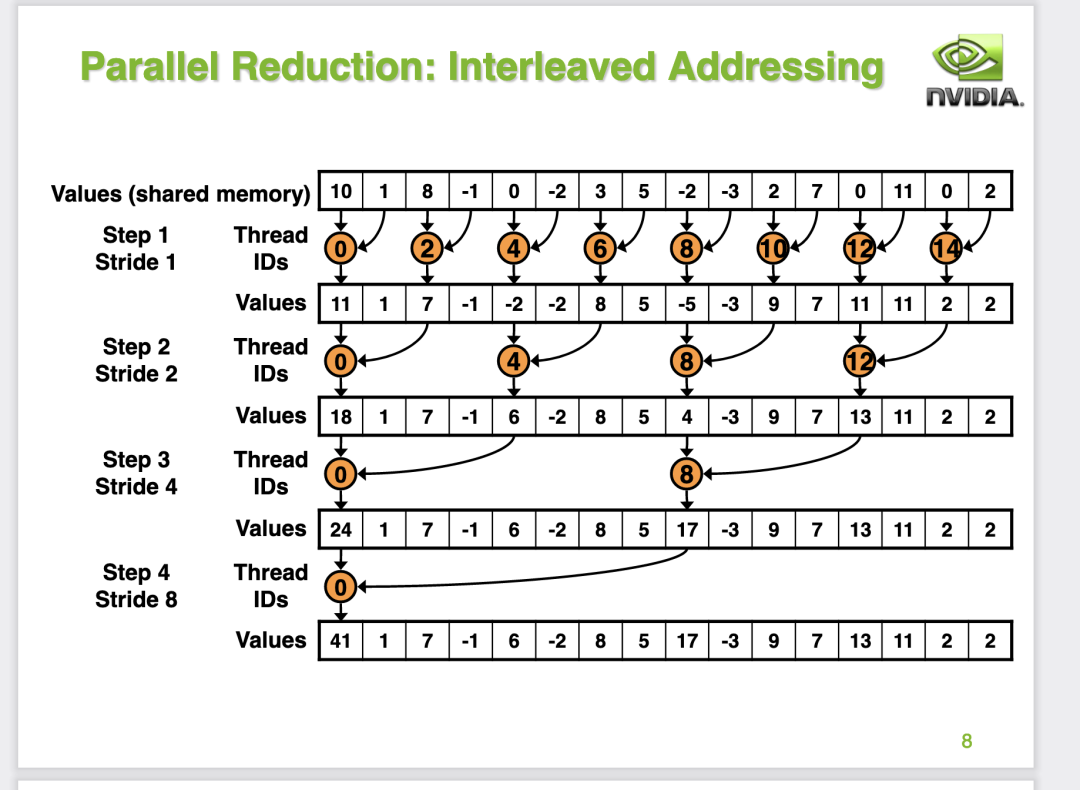 Parallel Reduction: Interleaved Addressing
NVIDIA.
Values (shared memory) 10 1 8 -1 0 -2 3 5 -2 -3 2 7 0 11 0 2
Step 1 Thread
Stride 1 IDs
0 2 4 6 8 10 12 14
Values 11 1 7 -1 -2 -2 8 5 -5 -3 9 7 11 11 2 2
Step 2 Thread
Stride 2 IDs
0 4 8 12
Values 18 1 7 -1 6 -2 8 5 4 -3 9 7 13 11 2 2
Step 3 Thread
Stride 4 IDs
0 8
Values 24 1 7 -1 6 -2 8 5 17 -3 9 7 13 11 2 2
Step 4 Thread
Stride 8 IDs
0
Values 41 1 7 -1 6 -2 8 5 17 -3 9 7 13 11 2 2
8